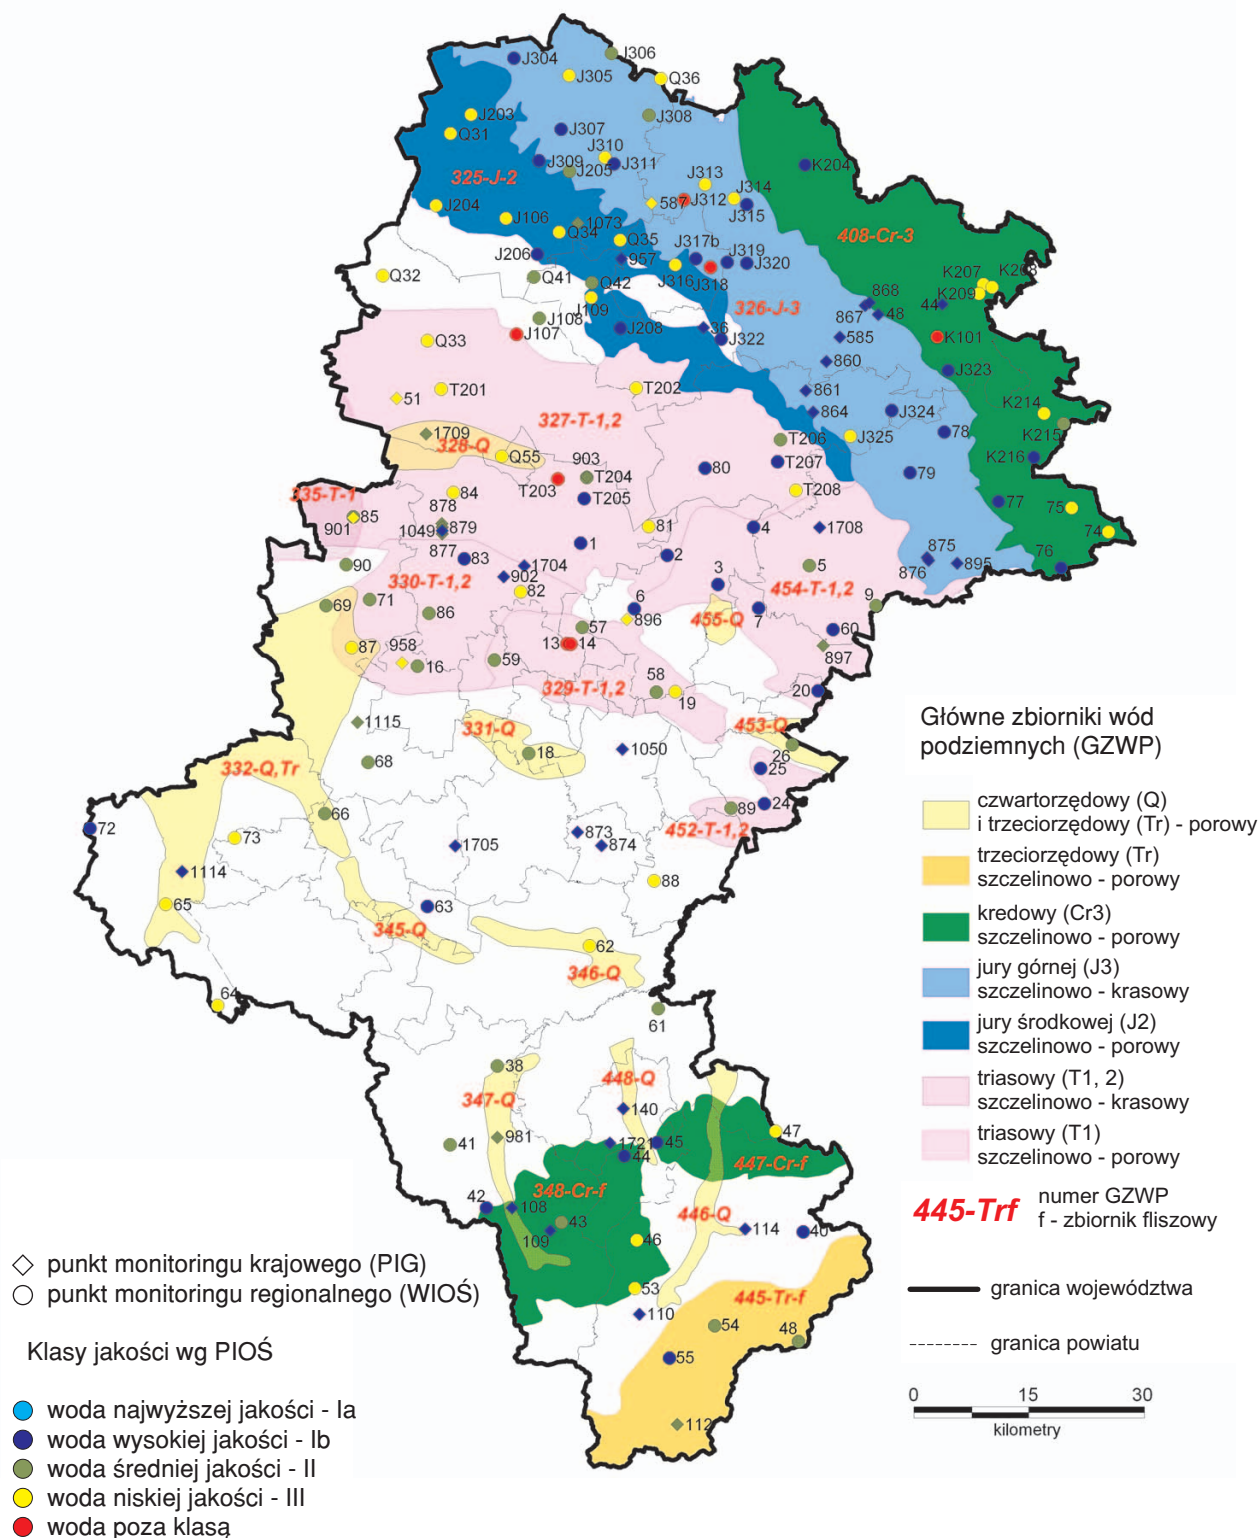 J304
J306
J305
Q36
J203
J308
Q31
J307
J310
J309
J311
J205
K204
325-J-2
J313
J314
J204
587
J312
J315
J106
1073
Q34
Q35
J317b
J319
408-Cr-3
J206
957
J320
J316
J318
Q32
Q41
Q42
K207
K208
K209
J109
868
44
326-J-3
867
48
J108
J107
J208
36
J322
585
K101
Q33
860
J323
T201
T202
861
51
864
J324
K214
327-T-1,2
1709
328-Q
T206
J325
78
K215
Q55
903
T207
K216
T203
T204
80
79
335-T-1
84
T205
T208
77
75
878
85
901
1049
879
81
4
1708
74
877
83
1
2
875
876
895
76
90
1704
902
330-T-1,2
82
3
5
454-T-1,2
69
71
86
6
896
455-Q
7
9
60
87
958
57
13
14
897
16
59
58
329-T-1,2
19
20
1115
331-Q
453-Q
18
1050
26
68
25
332-Q,Tr
66
89
24
72
73
873
452-T-1,2
1705
874
1114
88
65
63
345-Q
62
346-Q
64
61
38
448-Q
347-Q
140
981
47
41
1721
45
44
447-Cr-f
42
348-Cr-f
108
43
446-Q
109
114
40
46
53
445-Tr-f
110
54
48
55
112
Główne zbiorniki wód
podziemnych (GZWP)
czwartorzędowy (Q)
i trzeciorzędowy (Tr) - porowy
trzeciorzędowy (Tr)
szczelinowo - porowy
kredowy (Cr3)
szczelinowo - porowy
jury górnej (J3)
szczelinowo - krasowy
jury środkowej (J2)
szczelinowo - porowy
triasowy (T1, 2)
szczelinowo - krasowy
triasowy (T1)
szczelinowo - porowy
445-Trf
numer GZWP
f - zbiornik fliszowy
granica województwa
granica powiatu
0 15 30
kilometry
punkt monitoringu krajowego (PIG)
punkt monitoringu regionalnego (WIOŚ)
Klasy jakości wg PIOŚ
woda najwyższej jakości - Ia
woda wysokiej jakości - Ib
woda średniej jakości - II
woda niskiej jakości - III
woda poza klasą